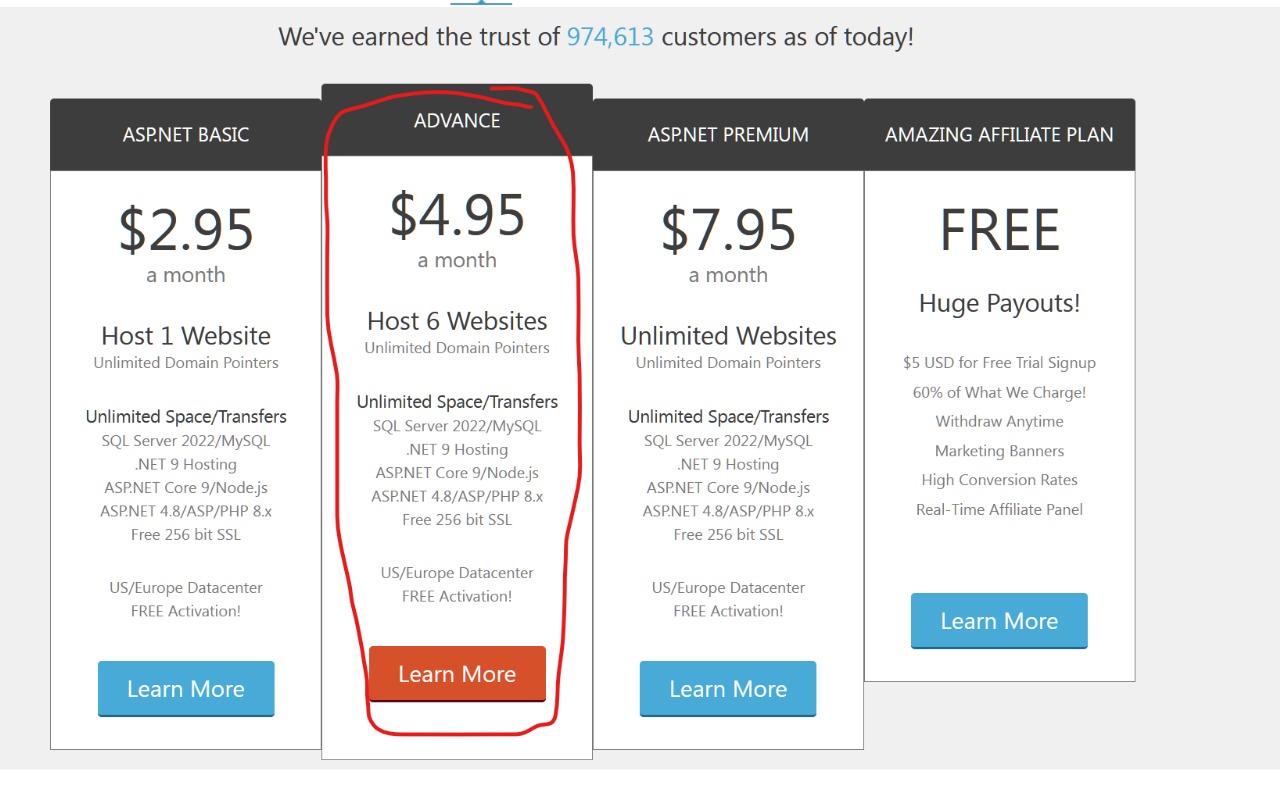 We've earned the trust of 974,613 customers as of today!
ASP.NET BASIC
$2.95
a month
Host 1 Website
Unlimited Domain Pointers
Unlimited Space/Transfers
SQL Server 2022/MySQL
.NET 9 Hosting
ASP.NET Core 9/Node.js
ASP.NET 4.8/ASP/PHP 8.x
Free 256 bit SSL
US/Europe Datacenter
FREE Activation!
Learn More
ADVANCE
$4.95
a month
Host 6 Websites
Unlimited Domain Pointers
Unlimited Space/Transfers
SQL Server 2022/MySQL
.NET 9 Hosting
ASP.NET Core 9/Node.js
ASP.NET 4.8/ASP/PHP 8.x
Free 256 bit SSL
US/Europe Datacenter
FREE Activation!
Learn More
ASP.NET PREMIUM
$7.95
a month
Unlimited Websites
Unlimited Domain Pointers
Unlimited Space/Transfers
SQL Server 2022/MySQL
.NET 9 Hosting
ASP.NET Core 9/Node.js
ASP.NET 4.8/ASP/PHP 8.x
Free 256 bit SSL
US/Europe Datacenter
FREE Activation!
Learn More
AMAZING AFFILIATE PLAN
FREE
Huge Payouts!
$5 USD for Free Trial Signup
60% of What We Charge!
Withdraw Anytime
Marketing Banners
High Conversion Rates
Real-Time Affiliate Panel
Learn More